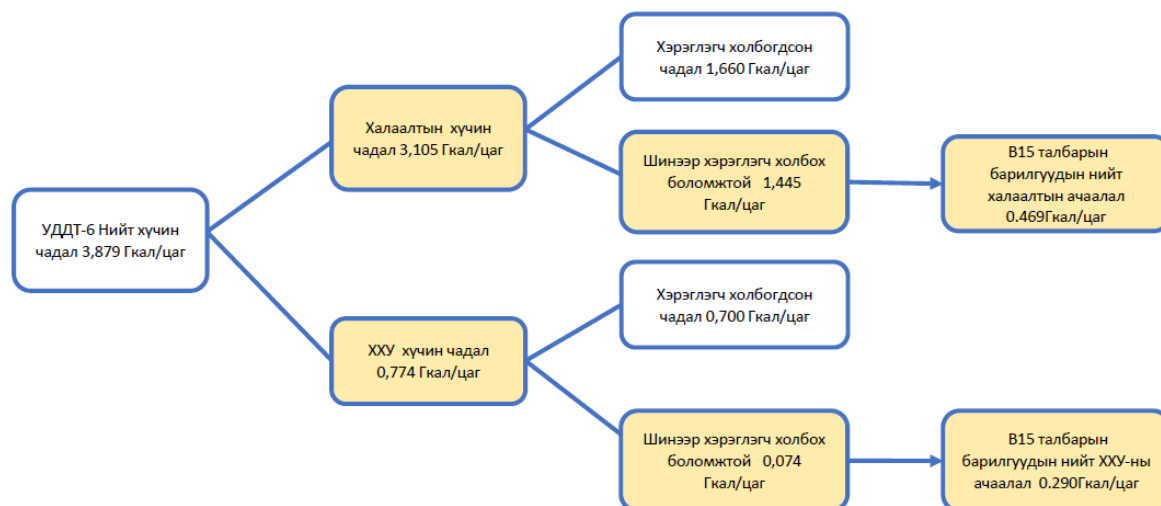 УДДТ-6 Нийт хүчин
чадал 3,879 Гкал/цаг
Халаалтын хүчин
чадал 3,105 Гкал/цаг
Хэрэглэгч холбогдсон
чадал 1,660 Гкал/цаг
Шинээр хэрэглэгч холбох
боломжтой 1,445
Гкал/цаг
В15 талбарын
барилгуудын нийт
халаалтын ачаалал
0.469Гкал/цаг
ХХУ хүчин чадал
0,774 Гкал/цаг
Хэрэглэгч холбогдсон
чадал 0,700 Гкал/цаг
Шинээр хэрэглэгч холбох
боломжтой 0,074
Гкал/цаг
В15 талбарын
барилгуудын нийт ХХУ-ны
ачаалал 0.290Гкал/цаг